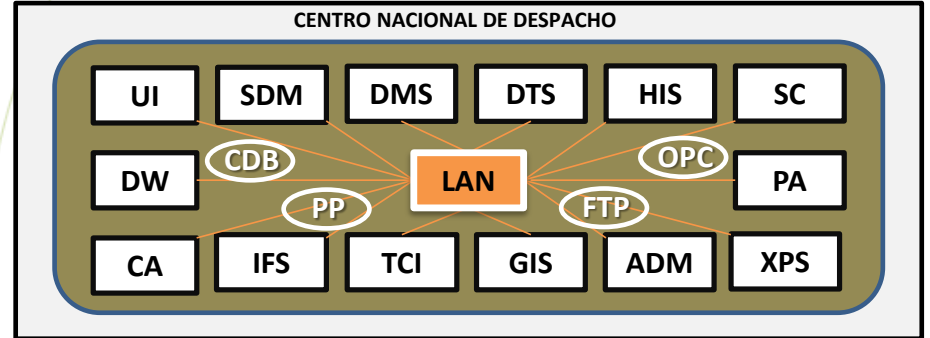 CENTRO NACIONAL DE DESPACHO
UI SDM DMS DTS HIS SC
CDB OPC
DW LAN PA
PP FTP
CA IFS TCI GIS ADM XPS